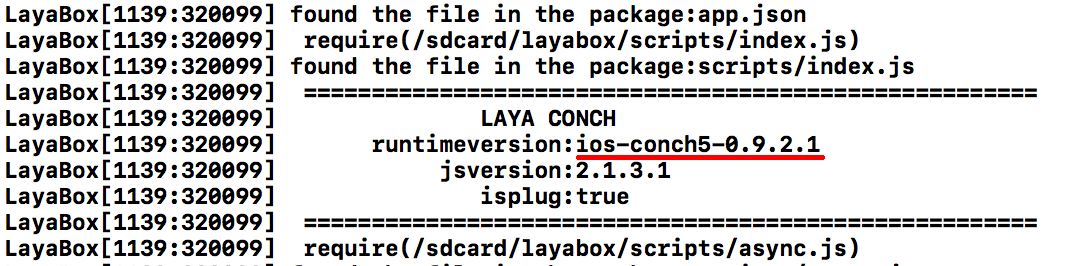 LayaBox[1139:320099] found the file in the package:app.json
LayaBox[1139:320099]  require(/sdcard/layabox/scripts/index.js)
LayaBox[1139:320099] found the file in the package:scripts/index.js
LayaBox[1139:320099]  ======================================================
LayaBox[1139:320099]               LAYA CONCH
LayaBox[1139:320099]       runtimeversion:ios-conch5-0.9.2.1
LayaBox[1139:320099]            jsversion:2.1.3.1
LayaBox[1139:320099]               isplug:true
LayaBox[1139:320099]  ======================================================
LayaBox[1139:320099]  require(/sdcard/layabox/scripts/async.js)